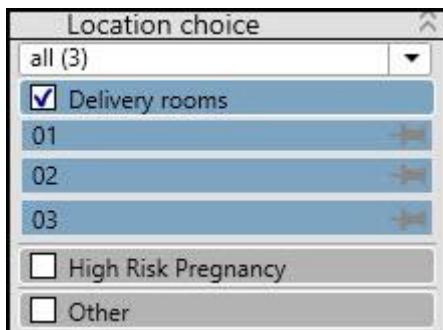 Location choice
all (3)
Delivery rooms
01
02
03
High Risk Pregnancy
Other